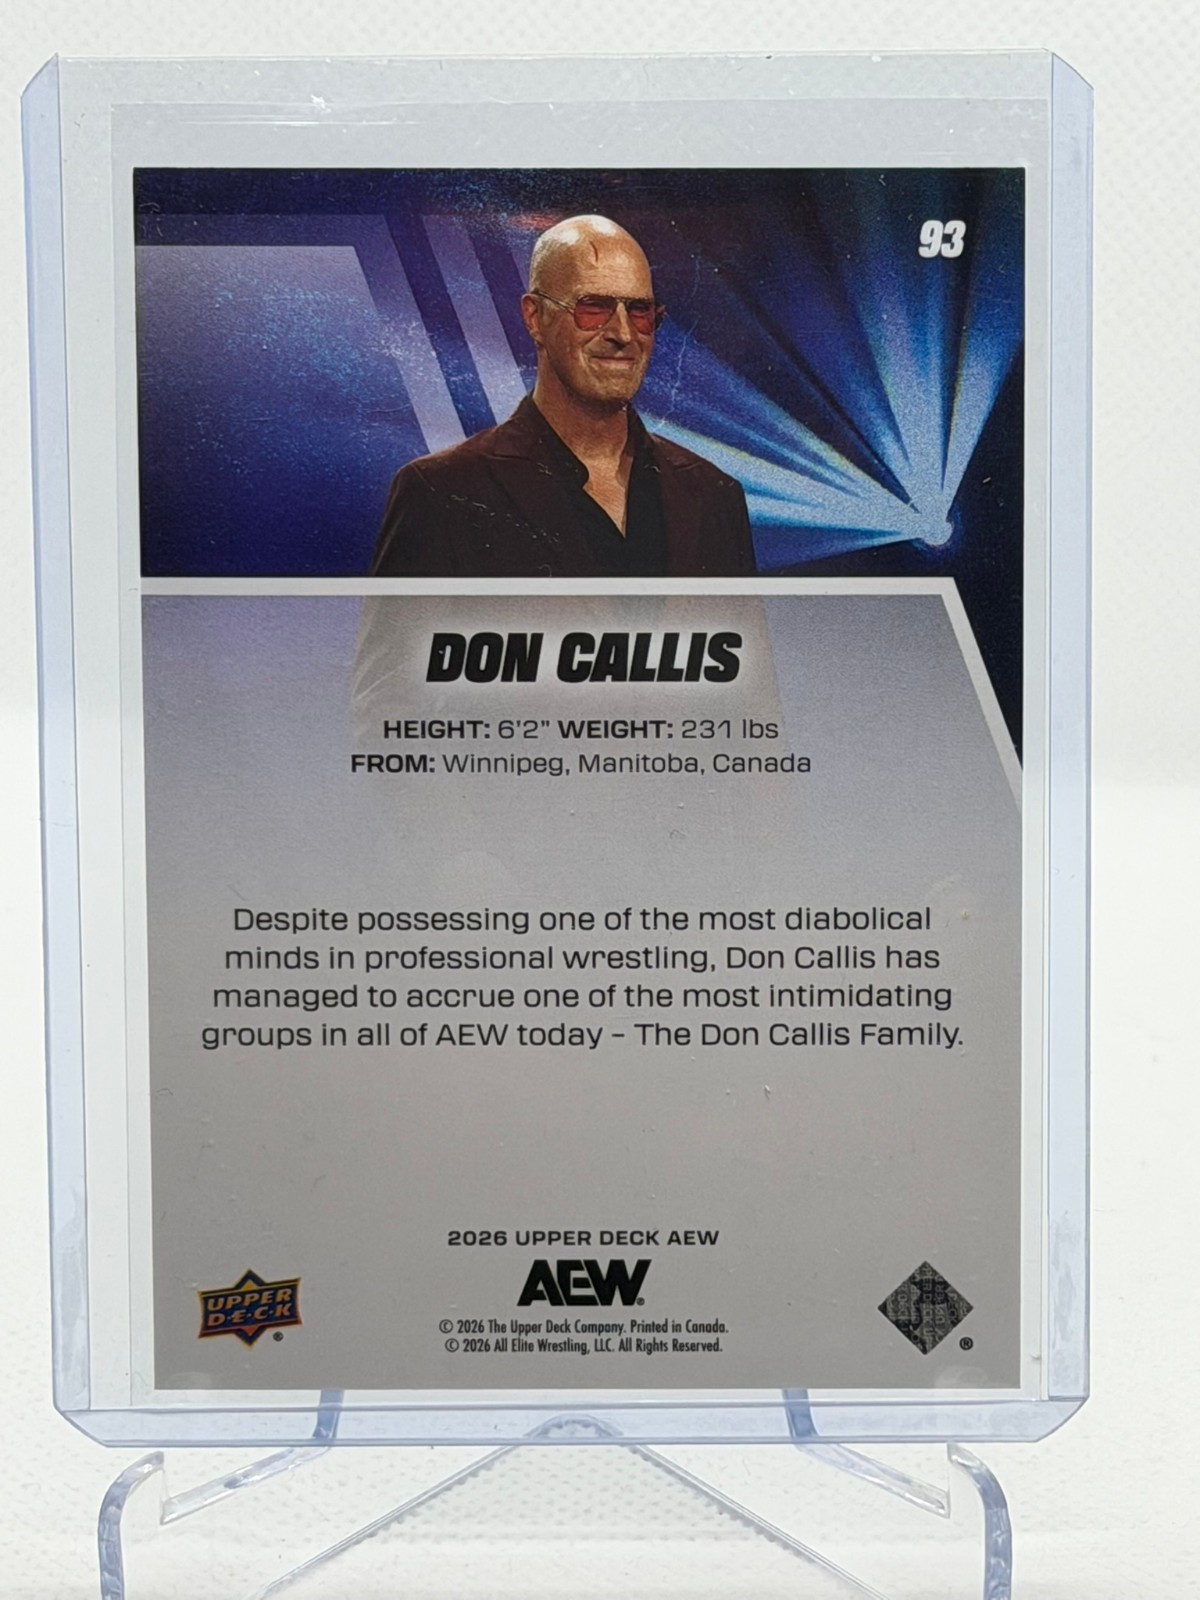 93
DON CALLIS
HEIGHT: 6'2" WEIGHT: 231 lbs
FROM: Winnipeg, Manitoba, Canada
Despite possessing one of the most diabolical
minds in professional wrestling, Don Callis has
managed to accrue one of the most intimidating
groups in all of AEW today – The Don Callis Family.
2026 UPPER DECK AEW
AEW®
UPPER
D·E·C·K
®
© 2026 The Upper Deck Company. Printed in Canada.
© 2026 All Elite Wrestling, LLC. All Rights Reserved.
®